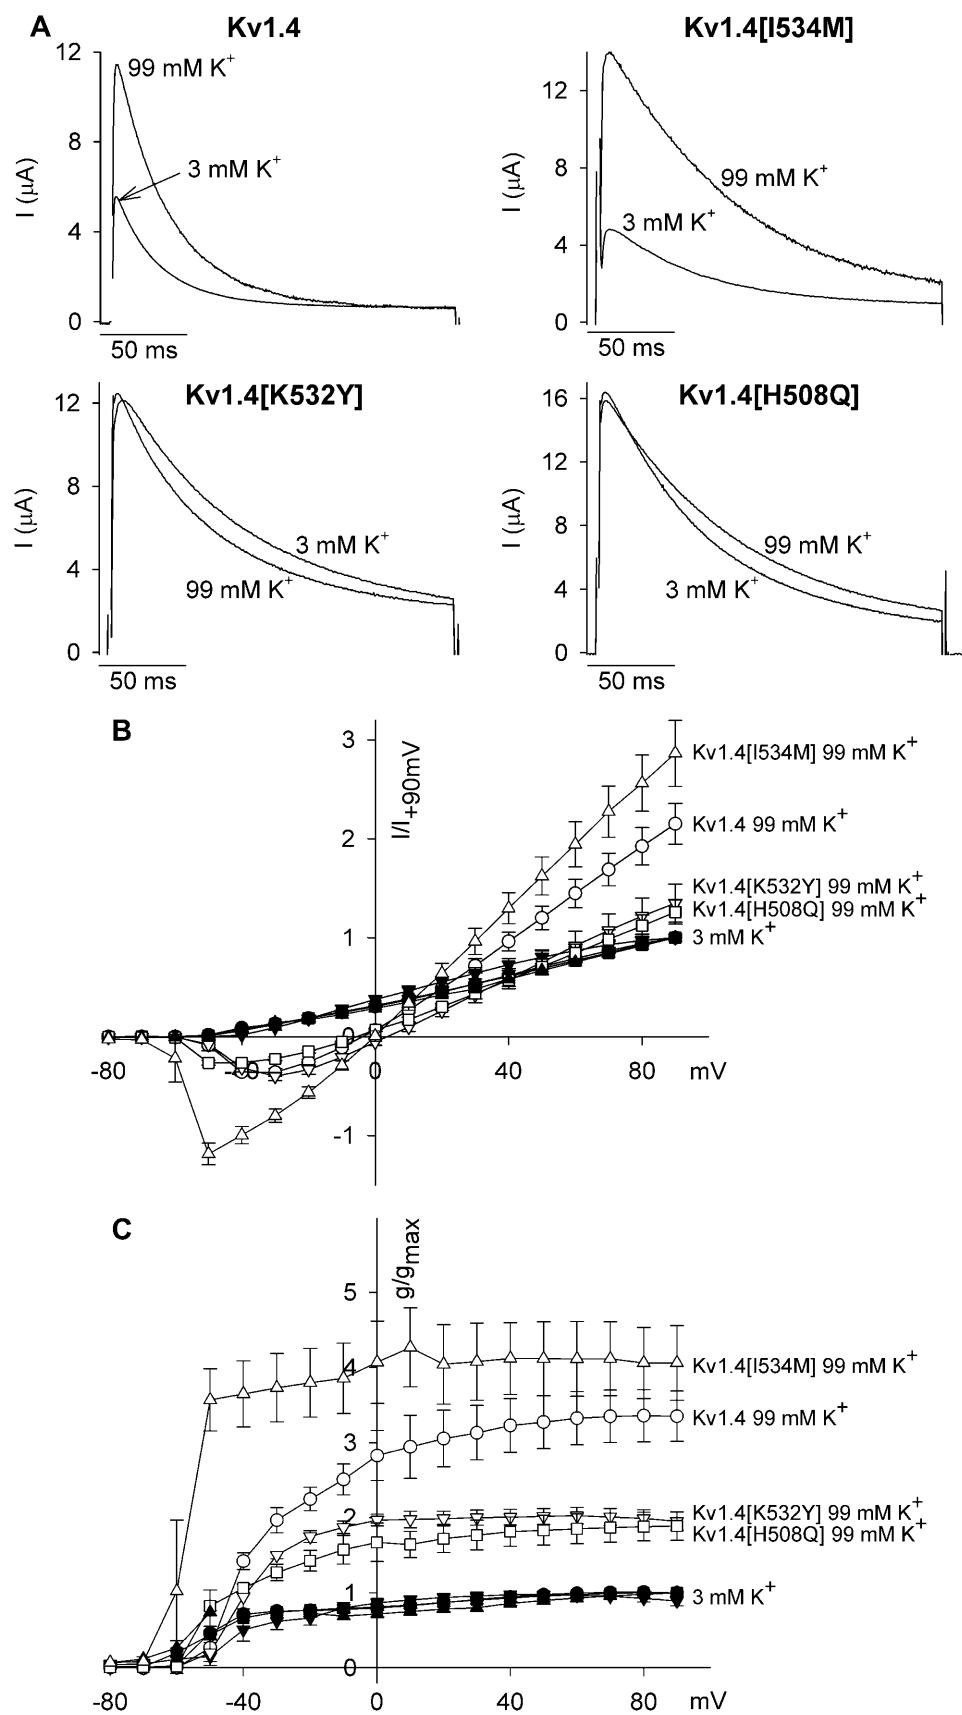 A
Kv1.4
Kv1.4[I534M]
12
8
4
0
I (μA)
99 mM K+
3 mM K+
50 ms
12
8
4
0
I (μA)
99 mM K+
3 mM K+
50 ms
Kv1.4[K532Y]
Kv1.4[H508Q]
12
8
4
0
I (μA)
3 mM K+
99 mM K+
50 ms
16
12
8
4
0
I (μA)
99 mM K+
3 mM K+
50 ms
B
3
2
1
0
-1
I/I+90mV
-80
-40
0
40
80
mV
Kv1.4[I534M] 99 mM K+
Kv1.4 99 mM K+
Kv1.4[K532Y] 99 mM K+
Kv1.4[H508Q] 99 mM K+
3 mM K+
C
5
4
3
2
1
0
g/gmax
-80
-40
0
40
80
mV
Kv1.4[I534M] 99 mM K+
Kv1.4 99 mM K+
Kv1.4[K532Y] 99 mM K+
Kv1.4[H508Q] 99 mM K+
3 mM K+